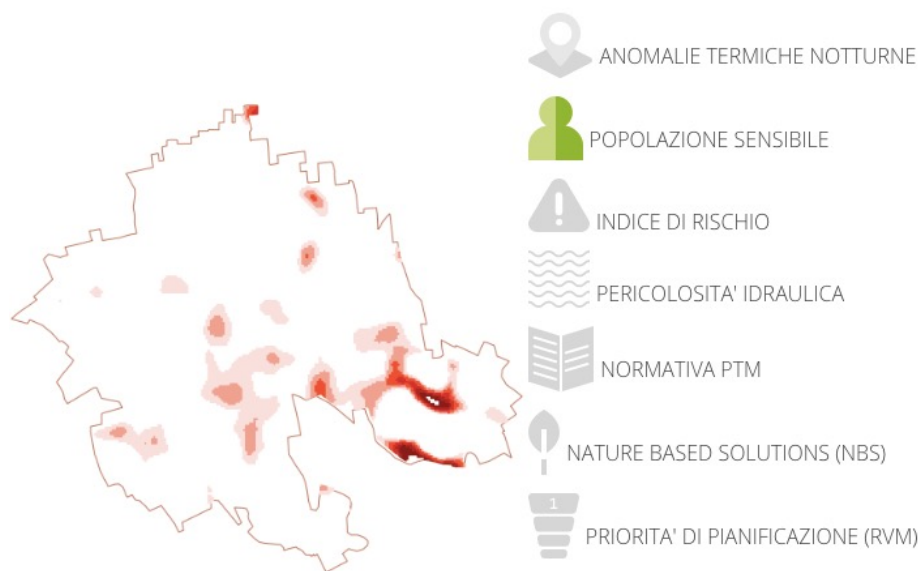 ANOMALIE TERMICHE NOTTURNE
POPOLAZIONE SENSIBILE
INDICE DI RISCHIO
PERICOLOSITA' IDRAULICA
NORMATIVA PTM
NATURE BASED SOLUTIONS (NBS)
1
PRIORITA' DI PIANIFICAZIONE (RVM)